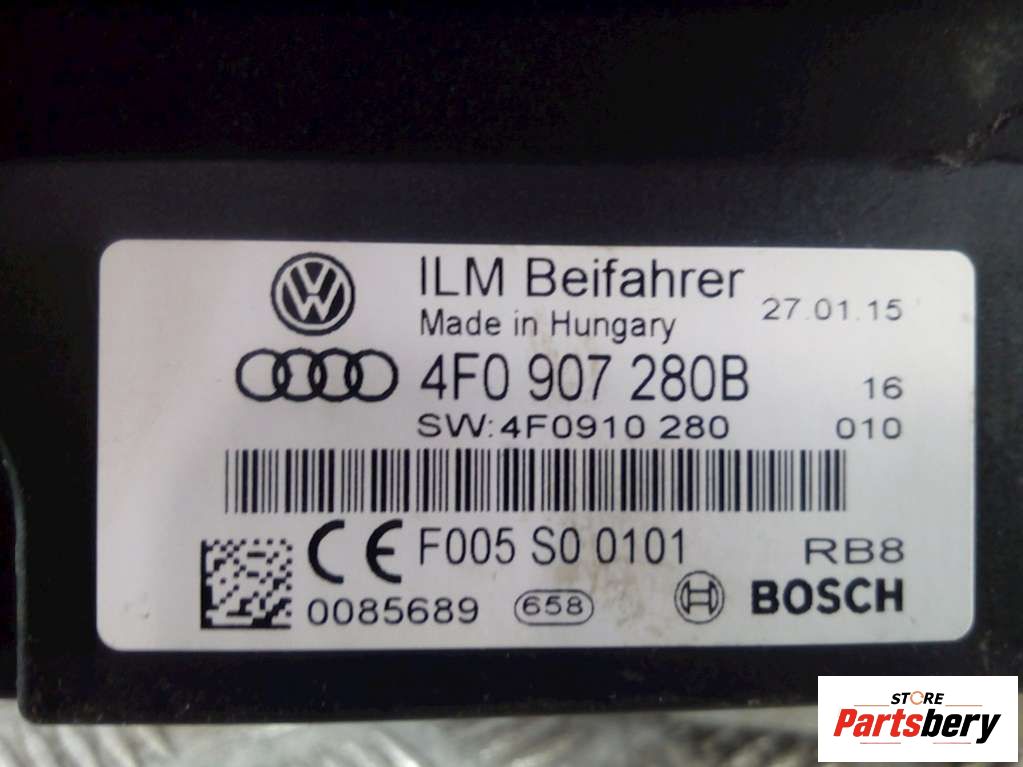 ILM Beifahrer
Made in Hungary
27.01.15
4F0 907 280B
16
SW: 4F0910 280
010
CE F005 S0 0101
RB8
0085689
658
BOSCH
STORE
Partsbery